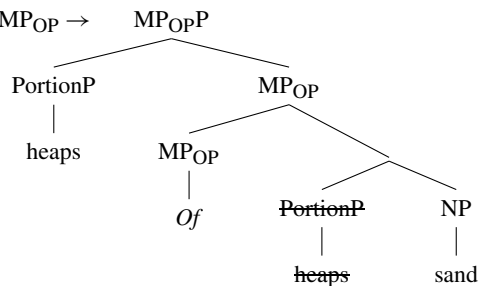 MP_OP → MP_OPP
PortionP MP_OP
heaps MP_OP
Of PortionP NP
heaps sand